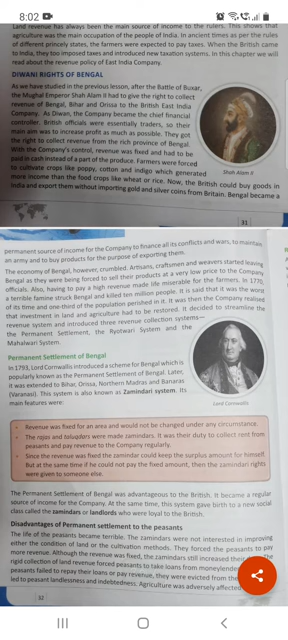 8:02
Land revenue has always been the main source of income to the rulers. This shows that
agriculture was the main occupation of the people of India. In ancient times as per the rules
of different princely states, the farmers were expected to pay taxes. When the British came
to India, they too imposed taxes and introduced new taxation systems. In this chapter we will
read about the revenue policy of East India Company.
DIWANI RIGHTS OF BENGAL
As we have studied in the previous lesson, after the Battle of Buxar,
the Mughal Emperor Shah Alam II had to give the right to collect
revenue of Bengal, Bihar and Orissa to the British East India
Company. As Diwan, the Company became the chief financial
controller. British officials were essentially traders, so their
main aim was to increase profit as much as possible. They got
the right to collect revenue from the rich province of Bengal.
With the Company's control, revenue was fixed and had to be
paid in cash instead of a part of the produce. Farmers were forced
to cultivate crops like poppy, cotton and indigo which generated
more income than the food crops like wheat or rice. Now, the British could buy goods in
India and export them without importing gold and silver coins from Britain. Bengal became a
Shah Alam II
31
permanent source of income for the Company to finance all its conflicts and wars, to maintain
an army and to buy products for the purpose of exporting them.
The economy of Bengal, however, crumbled. Artisans, craftsmen and weavers started leaving
Bengal as they were being forced to sell their products at a very low price to the Company
officials. Also, having to pay a high revenue made life miserable for the farmers. In 1770,
a terrible famine struck Bengal and killed ten million people. It is said that it was the worst
of its time and one-third of the population perished in it. It was then the Company realised
that investment in land and agriculture had to be restored. It decided to streamline the
revenue system and introduced three revenue collection systems—
the Permanent Settlement, the Ryotwari System and the
Mahalwari System.
Permanent Settlement of Bengal
In 1793, Lord Cornwallis introduced a scheme for Bengal which is
popularly known as the Permanent Settlement of Bengal. Later,
it was extended to Bihar, Orissa, Northern Madras and Banaras
(Varanasi). This system is also known as Zamindari system. Its
main features were:
Lord Cornwallis
• Revenue was fixed for an area and would not be changed under any circumstance.
• The rajas and taluqdars were made zamindars. It was their duty to collect rent from
peasants and pay revenue to the Company regularly.
• Since the revenue was fixed the zamindar could keep the surplus amount for himself.
But at the same time if he could not pay the fixed amount, then the zamindari rights
were given to someone else.
The Permanent Settlement of Bengal was advantageous to the British. It became a regular
source of income for the Company. At the same time, this system gave birth to a new social
class called the zamindars or landlords who were loyal to the British.
Disadvantages of Permanent settlement to the peasants
The life of the peasants became terrible. The zamindars were not interested in improving
either the condition of land or the cultivation methods. They forced the peasants to pay
more revenue. Although the revenue was fixed, the zamindars still increased their
rigid collection of land revenue forced peasants to take loans from moneylende
peasants failed to repay their loans or pay revenue, they were evicted from the
led to peasant landlessness and indebtedness. Agriculture was adversely affected
32